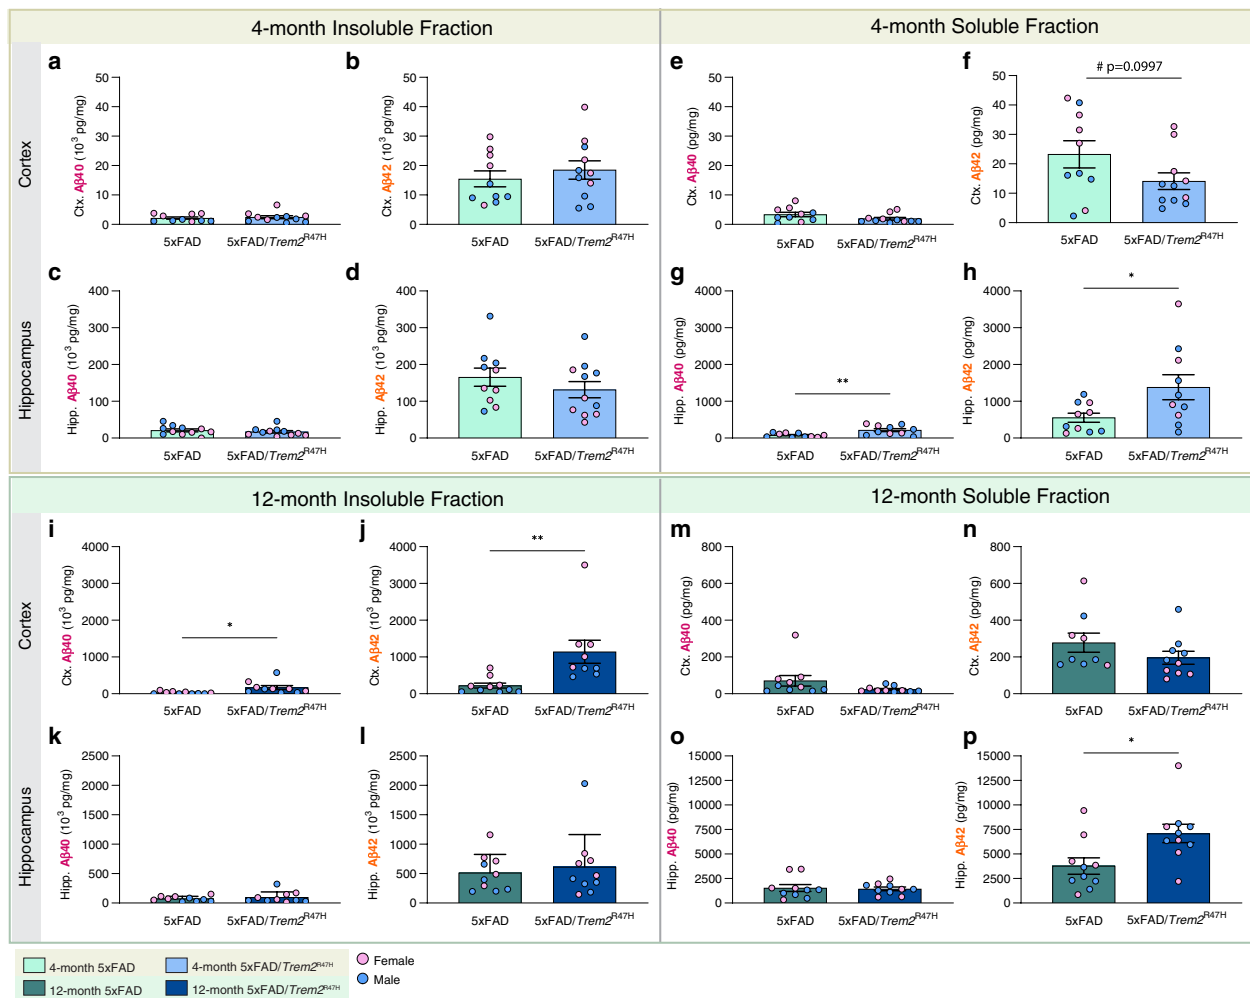 4-month Insoluble Fraction
4-month Soluble Fraction
Cortex
a
Ctx. Aβ40 (10³ pg/mg)
50
40
30
20
10
0
5xFAD
5xFAD/Trem2R47H
b
Ctx. Aβ42 (10³ pg/mg)
50
40
30
20
10
0
5xFAD
5xFAD/Trem2R47H
e
Ctx. Aβ40 (pg/mg)
50
40
30
20
10
0
5xFAD
5xFAD/Trem2R47H
f
Ctx. Aβ42 (pg/mg)
50
40
30
20
10
0
# p=0.0997
5xFAD
5xFAD/Trem2R47H
Hippocampus
c
Hipp. Aβ40 (10³ pg/mg)
400
300
200
100
0
5xFAD
5xFAD/Trem2R47H
d
Hipp. Aβ42 (10³ pg/mg)
400
300
200
100
0
5xFAD
5xFAD/Trem2R47H
g
Hipp. Aβ40 (pg/mg)
4000
3000
2000
1000
0
**
5xFAD
5xFAD/Trem2R47H
h
Hipp. Aβ42 (pg/mg)
4000
3000
2000
1000
0
*
5xFAD
5xFAD/Trem2R47H
12-month Insoluble Fraction
12-month Soluble Fraction
Cortex
i
Ctx. Aβ40 (10³ pg/mg)
4000
3000
2000
1000
0
*
5xFAD
5xFAD/Trem2R47H
j
Ctx. Aβ42 (10³ pg/mg)
4000
3000
2000
1000
0
**
5xFAD
5xFAD/Trem2R47H
m
Ctx. Aβ40 (pg/mg)
800
600
400
200
0
5xFAD
5xFAD/Trem2R47H
n
Ctx. Aβ42 (pg/mg)
800
600
400
200
0
5xFAD
5xFAD/Trem2R47H
Hippocampus
k
Hipp. Aβ40 (10³ pg/mg)
2500
2000
1500
1000
500
0
5xFAD
5xFAD/Trem2R47H
l
Hipp. Aβ42 (10³ pg/mg)
2500
2000
1500
1000
500
0
5xFAD
5xFAD/Trem2R47H
o
Hipp. Aβ40 (pg/mg)
15000
12500
10000
7500
5000
2500
0
5xFAD
5xFAD/Trem2R47H
p
Hipp. Aβ42 (pg/mg)
15000
12500
10000
7500
5000
2500
0
*
5xFAD
5xFAD/Trem2R47H
4-month 5xFAD
4-month 5xFAD/Trem2R47H
Female
12-month 5xFAD
12-month 5xFAD/Trem2R47H
Male